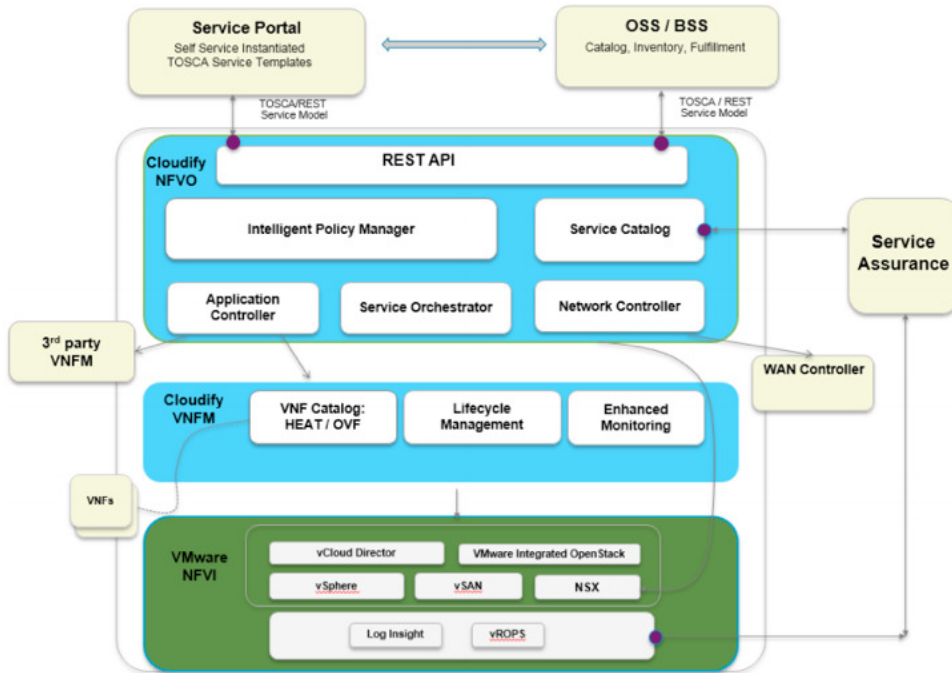 Service Portal
Self Service Instantiated
TOSCA Service Templates
OSS / BSS
Catalog, Inventory, Fulfillment
TOSCA/REST
Service Model
TOSCA / REST
Service Model
Cloudify
NFVO
REST API
Intelligent Policy Manager
Service Catalog
Service
Assurance
Application
Controller
Service Orchestrator
Network Controller
3rd party
VNFM
WAN Controller
Cloudify
VNFM
VNF Catalog:
HEAT / OVF
Lifecycle
Management
Enhanced
Monitoring
VNFs
VMware
NFVI
vCloud Director
VMware Integrated OpenStack
vSphere
vSAN
NSX
Log Insight
vROPS